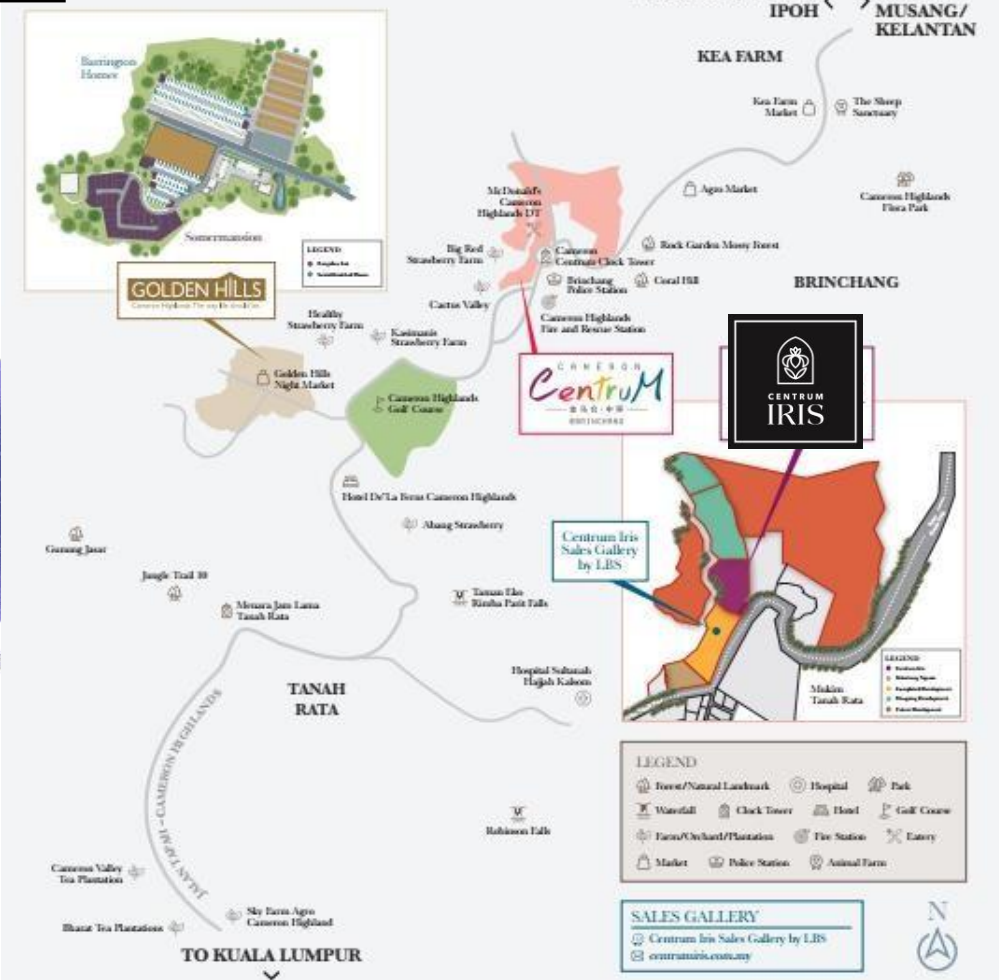 IPOH
MUSANG/
KELANTAN
KEA FARM
Kea Farm
Market
The Sheep
Sanctuary
Barrington
Homes
Somermansion
LEGEND
GOLDEN HILLS
McDonald's
Cameron
Highlands DT
Agro Market
Cameron Highlands
Flora Park
Big Red
Strawberry Farm
Cameron
Centrum Clock Tower
Rock Garden Mossy Forest
Brinchang
Police Station
Coral Hill
BRINCHANG
Cactus Valley
Cameron Highlands
Fire and Rescue Station
Healthy
Strawberry Farm
Kasimanis
Strawberry Farm
Golden Hills
Night Market
Cameron Highlands
Golf Course
CAMERON
CentruM
@BRINCHANG
CENTRUM
IRIS
Hotel De'La Ferns Cameron Highlands
Abang Strawberry
Gunung Jasar
Jungle Trail 10
Menara Jam Lama
Tanah Rata
Taman Eko
Rimba Parit Falls
Centrum Iris
Sales Gallery
by LBS
Hospital Sultanah
Hajjah Kalsom
TANAH
RATA
Mukim
Tanah Rata
LEGEND
JALAN TAPAH – CAMERON HIGHLANDS
Robinson Falls
Cameron Valley
Tea Plantation
Bharat Tea Plantations
Sky Farm Agro
Cameron Highland
TO KUALA LUMPUR
LEGEND
Forest/Natural Landmark
Hospital
Park
Waterfall
Clock Tower
Hotel
Golf Course
Farm/Orchard/Plantation
Fire Station
Eatery
Market
Police Station
Animal Farm
SALES GALLERY
Centrum Iris Sales Gallery by LBS
centrumiris.com.my
N